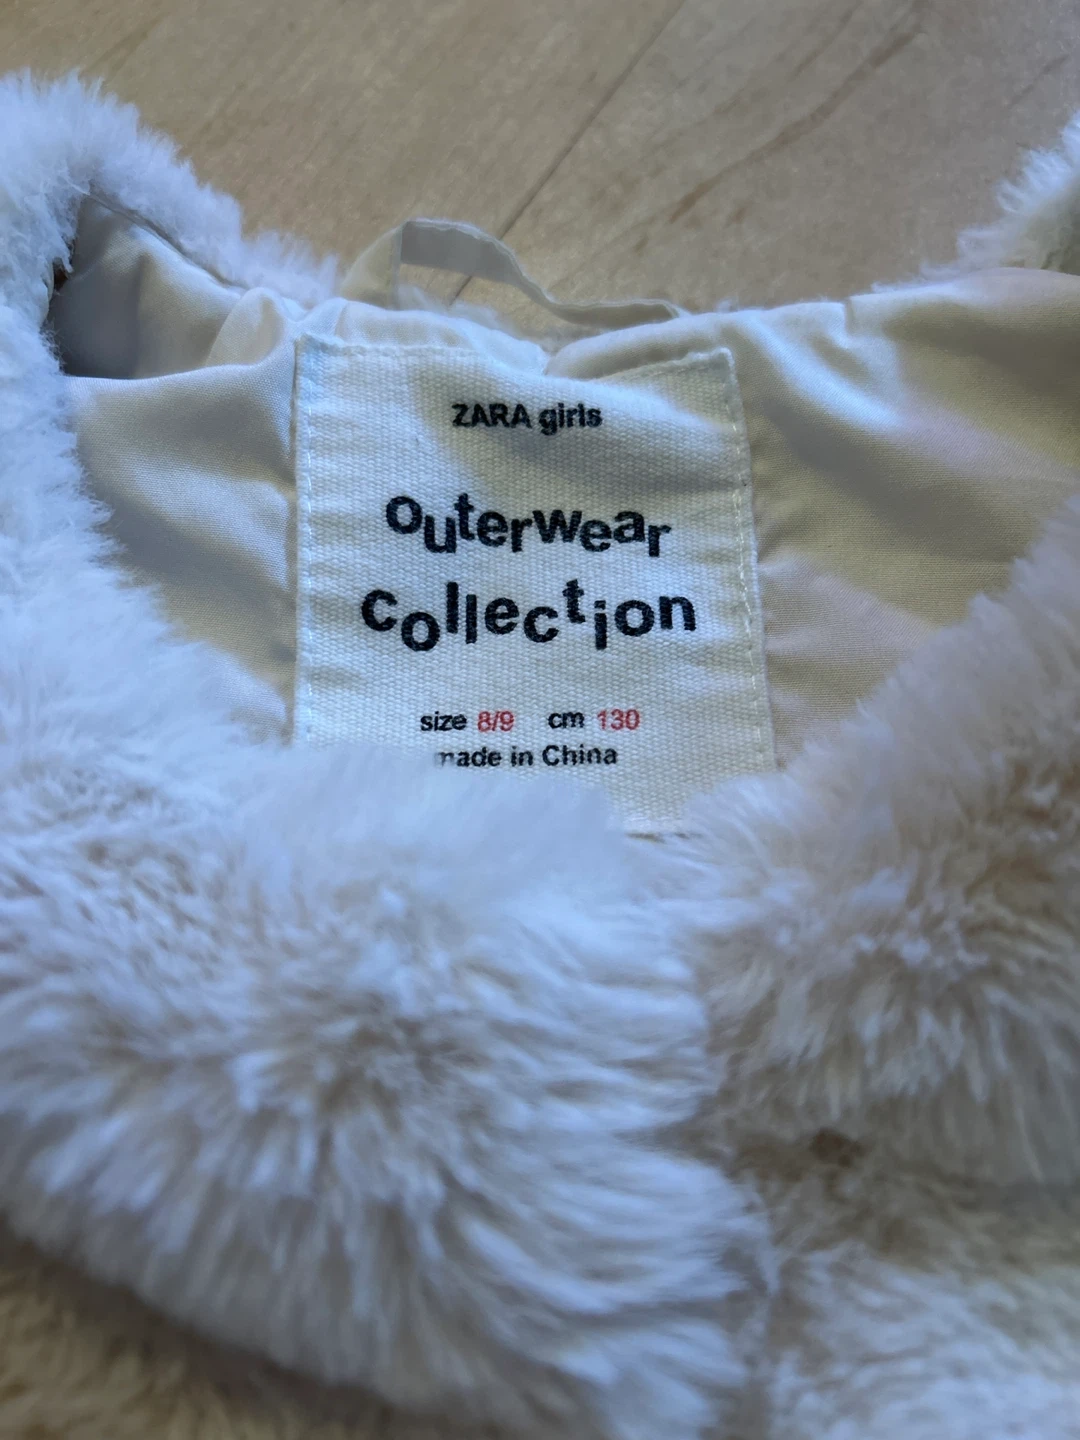 ZARA girls
outerwear
collection
size 8/9 cm 130
made in China